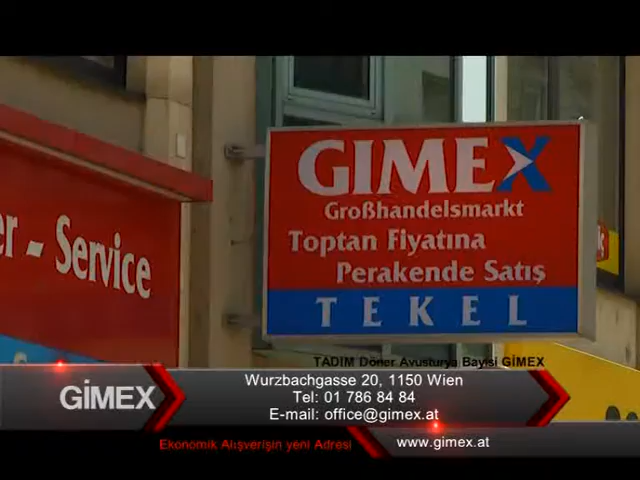 GIMEX
Großhandelsmarkt
Toptan Fiyatına
Perakende Satış
TEKEL
er - Service
TADIM Döner Avusturya Bayisi GİMEX
GİMEX
Wurzbachgasse 20, 1150 Wien
Tel: 01 786 84 84
E-mail: office@gimex.at
Ekonomik Alışverişin yeni Adresi
www.gimex.at